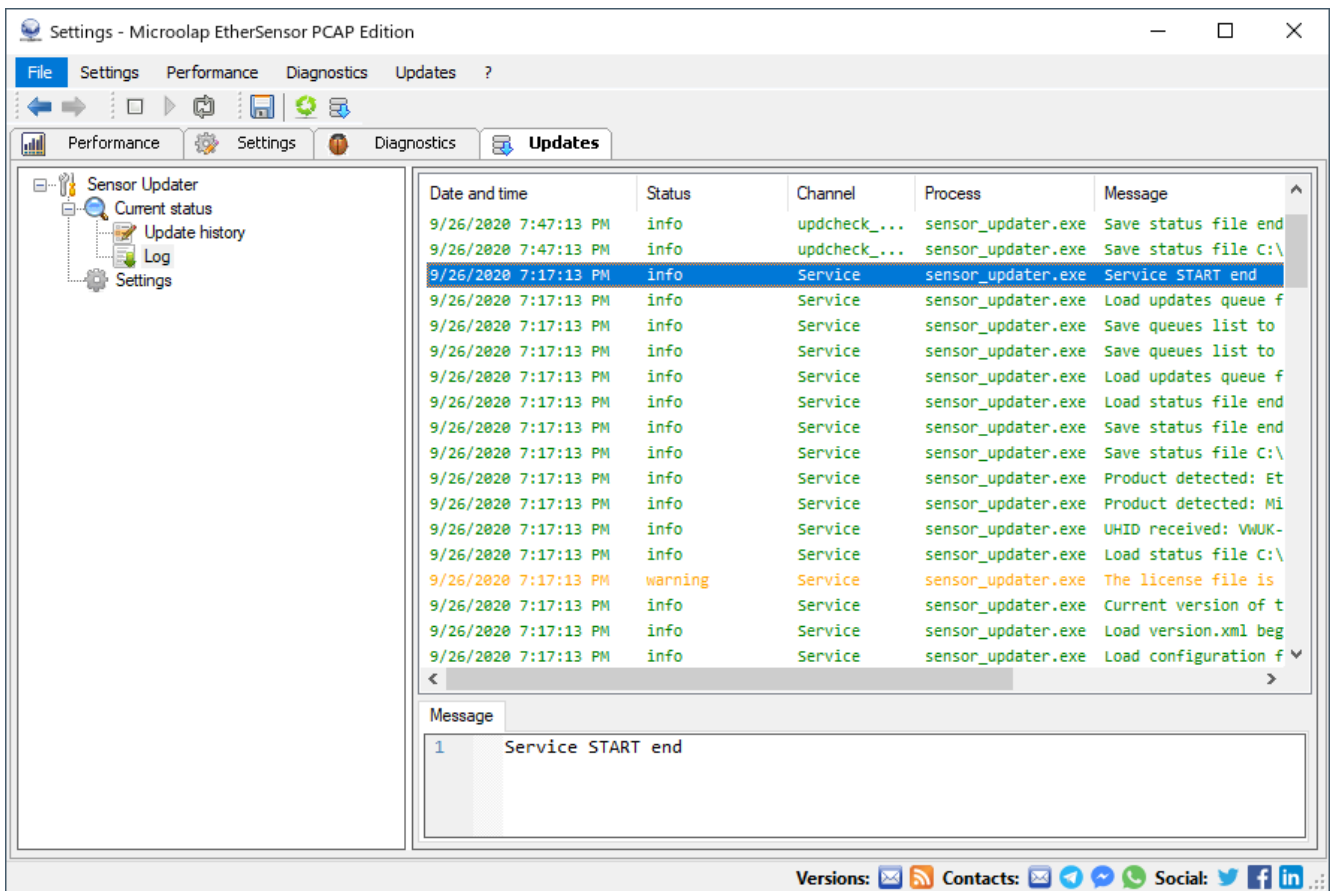 Settings - Microolap EtherSensor PCAP Edition
File Settings Performance Diagnostics Updates ?
Performance Settings Diagnostics Updates
Sensor Updater
Current status
Update history
Log
Settings
Date and time Status Channel Process Message
9/26/2020 7:47:13 PM info updcheck_... sensor_updater.exe Save status file end
9/26/2020 7:47:13 PM info updcheck_... sensor_updater.exe Save status file C:\
9/26/2020 7:17:13 PM info Service sensor_updater.exe Service START end
9/26/2020 7:17:13 PM info Service sensor_updater.exe Load updates queue f
9/26/2020 7:17:13 PM info Service sensor_updater.exe Save queues list to
9/26/2020 7:17:13 PM info Service sensor_updater.exe Save queues list to
9/26/2020 7:17:13 PM info Service sensor_updater.exe Load updates queue f
9/26/2020 7:17:13 PM info Service sensor_updater.exe Load status file end
9/26/2020 7:17:13 PM info Service sensor_updater.exe Save status file end
9/26/2020 7:17:13 PM info Service sensor_updater.exe Save status file C:\
9/26/2020 7:17:13 PM info Service sensor_updater.exe Product detected: Et
9/26/2020 7:17:13 PM info Service sensor_updater.exe Product detected: Mi
9/26/2020 7:17:13 PM info Service sensor_updater.exe UHID received: VWUK-
9/26/2020 7:17:13 PM info Service sensor_updater.exe Load status file C:\
9/26/2020 7:17:13 PM warning Service sensor_updater.exe The license file is
9/26/2020 7:17:13 PM info Service sensor_updater.exe Current version of t
9/26/2020 7:17:13 PM info Service sensor_updater.exe Load version.xml beg
9/26/2020 7:17:13 PM info Service sensor_updater.exe Load configuration f
Message
1 Service START end
Versions: Contacts: Social: